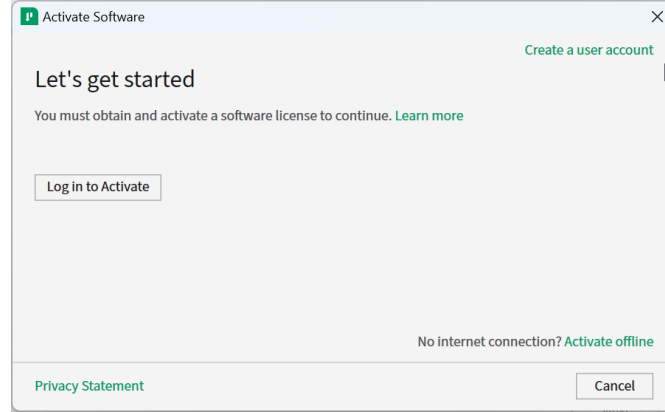 Activate Software
Create a user account
Let's get started
You must obtain and activate a software license to continue. Learn more
Log in to Activate
No internet connection? Activate offline
Privacy Statement
Cancel